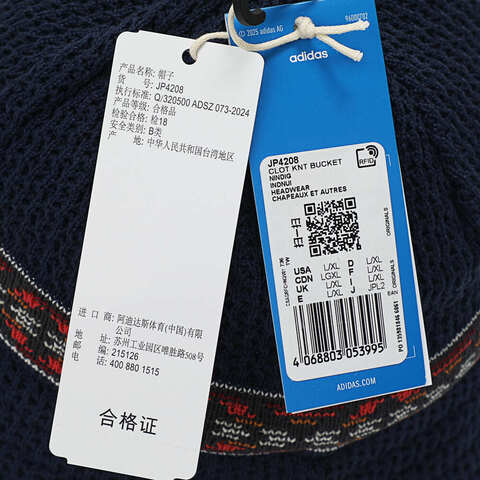 产品名称: 帽子
货 号: JP4208
执行标准: Q/320500 ADSZ 073-2024
产品等级: 合格品
检验合格: 检18
安全类别: B类
产 地: 中华人民共和国台湾地区
进 口 商: 阿迪达斯体育(中国)有限
公司
地 址: 苏州工业园区唯胜路508号
邮 编: 215126
电 话: 400 880 1515
合格证
© 2025 adidas AG
adidas
JP4208
CLOT KNT BUCKET
NINDIG
INDNUI
HEADWEAR
CHAPEAUX ET AUTRES
RFID
ORIGINALS
USA L/XL D L/XL
CDN LGXL F L/XL
UK L/XL I L/XL
E L/XL J JPL2
EAN
ORIGINALS
4 068803 053995
ADIDAS.COM